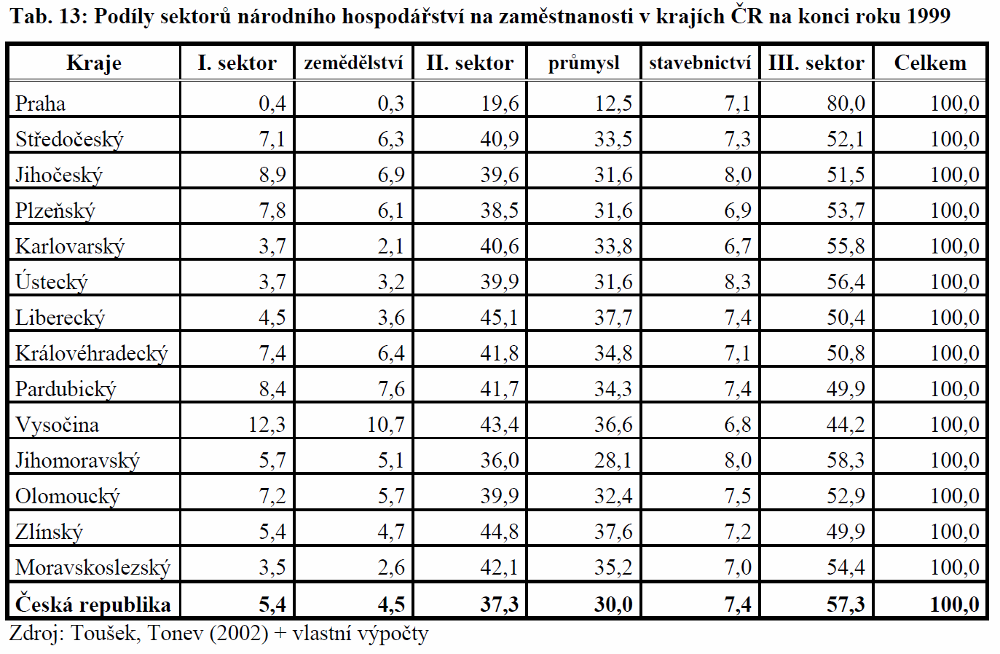 Tab. 13: Podíly sektorů národního hospodářství na zaměstnanosti v krajích ČR na konci roku 1999
Kraje I. sektor zemědělství II. sektor průmysl stavebnictví III. sektor Celkem
Praha 0,4 0,3 19,6 12,5 7,1 80,0 100,0
Středočeský 7,1 6,3 40,9 33,5 7,3 52,1 100,0
Jihočeský 8,9 6,9 39,6 31,6 8,0 51,5 100,0
Plzeňský 7,8 6,1 38,5 31,6 6,9 53,7 100,0
Karlovarský 3,7 2,1 40,6 33,8 6,7 55,8 100,0
Ústecký 3,7 3,2 39,9 31,6 8,3 56,4 100,0
Liberecký 4,5 3,6 45,1 37,7 7,4 50,4 100,0
Královéhradecký 7,4 6,4 41,8 34,8 7,1 50,8 100,0
Pardubický 8,4 7,6 41,7 34,3 7,4 49,9 100,0
Vysočina 12,3 10,7 43,4 36,6 6,8 44,2 100,0
Jihomoravský 5,7 5,1 36,0 28,1 8,0 58,3 100,0
Olomoucký 7,2 5,7 39,9 32,4 7,5 52,9 100,0
Zlínský 5,4 4,7 44,8 37,6 7,2 49,9 100,0
Moravskoslezský 3,5 2,6 42,1 35,2 7,0 54,4 100,0
Česká republika 5,4 4,5 37,3 30,0 7,4 57,3 100,0
Zdroj: Toušek, Tonev (2002) + vlastní výpočty